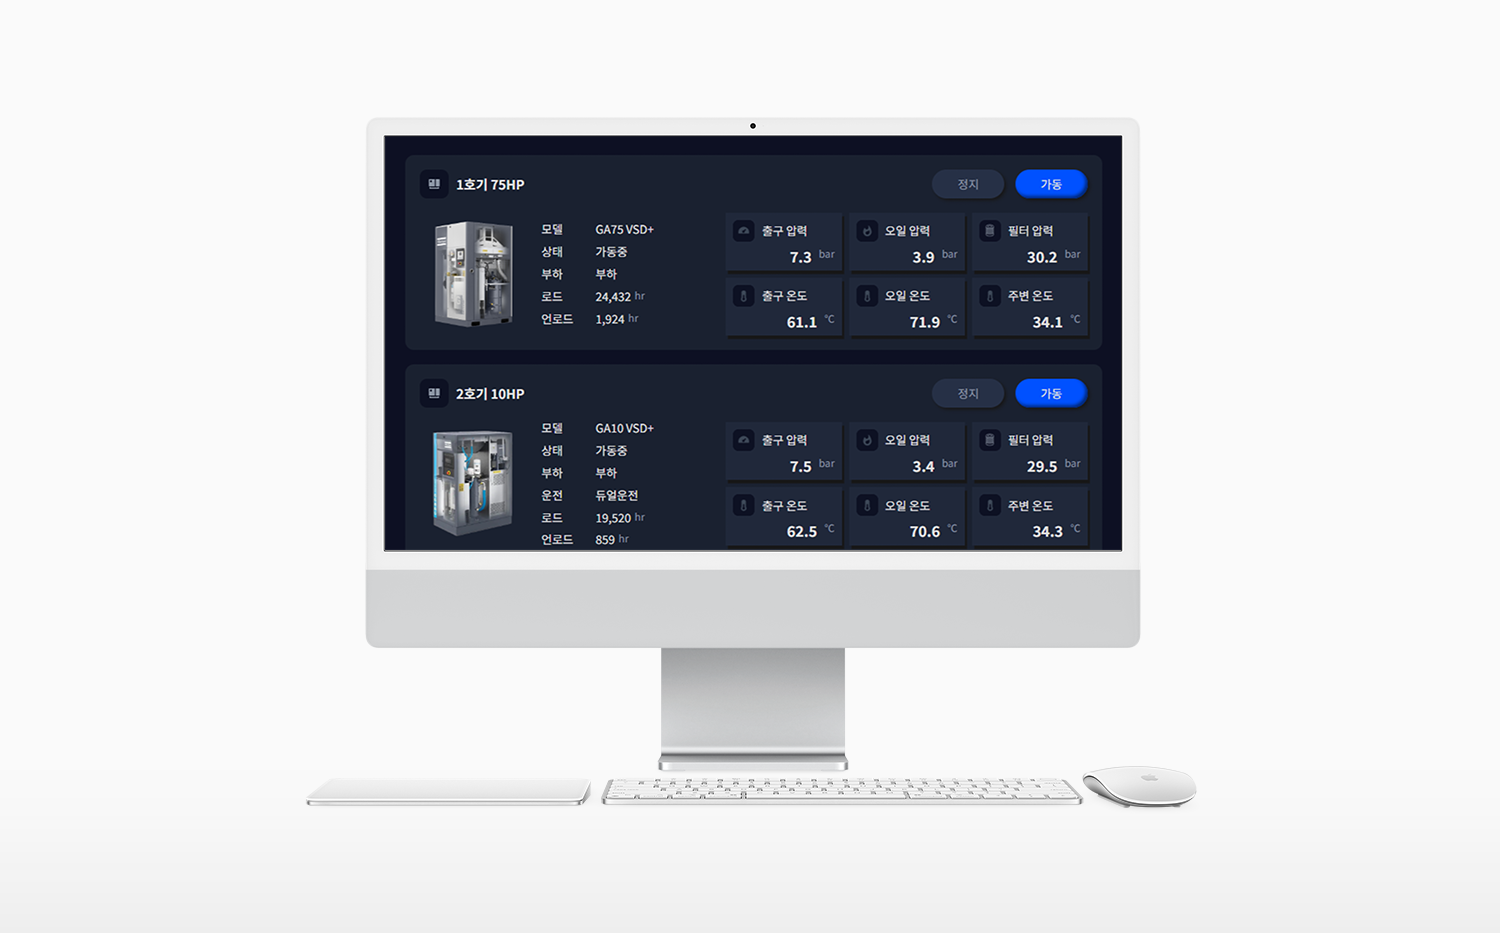 1호기 75HP
정지
가동
모델 GA75 VSD+
상태 가동중
부하 부하
로드 24,432 hr
언로드 1,924 hr
출구 압력
7.3 bar
오일 압력
3.9 bar
필터 압력
30.2 bar
출구 온도
61.1 ℃
오일 온도
71.9 ℃
주변 온도
34.1 ℃
2호기 10HP
정지
가동
모델 GA10 VSD+
상태 가동중
부하 부하
운전 듀얼운전
로드 19,520 hr
언로드 859 hr
출구 압력
7.5 bar
오일 압력
3.4 bar
필터 압력
29.5 bar
출구 온도
62.5 ℃
오일 온도
70.6 ℃
주변 온도
34.3 ℃